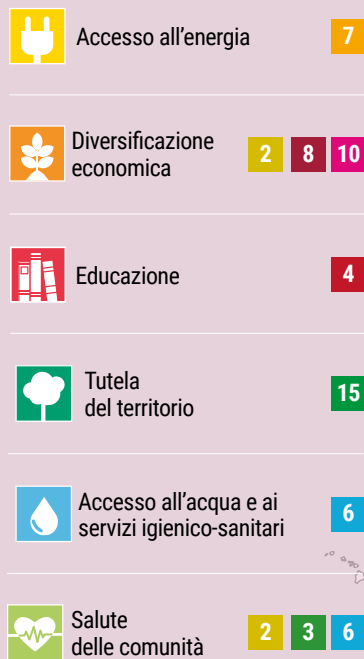 Accesso all'energia 7
Diversificazione
economica
2 8 10
Educazione 4
Tutela
del territorio
15
Accesso all'acqua e ai
servizi igienico-sanitari
6
Salute
delle comunità
2 3 6